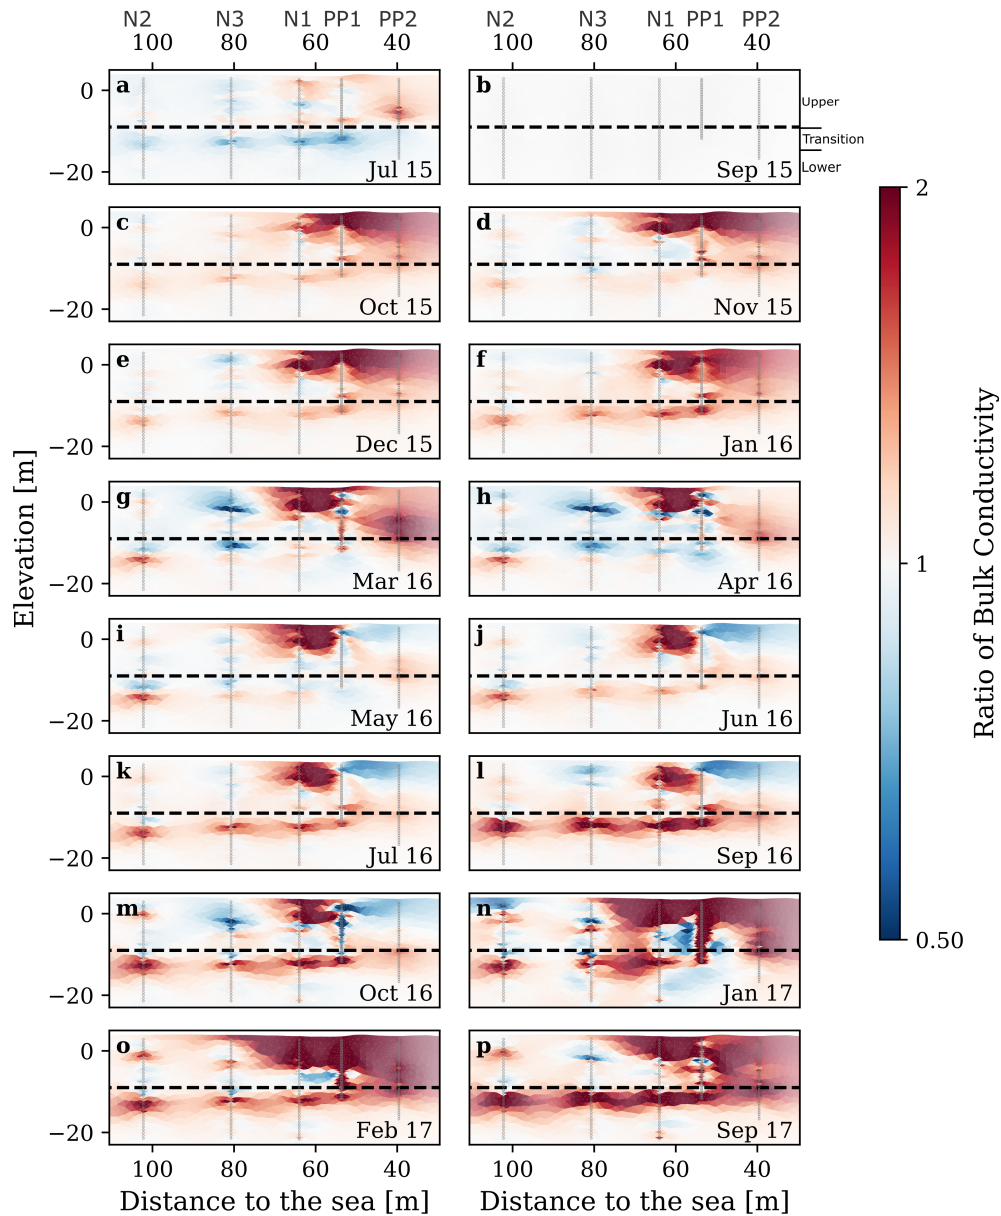 N2 N3 N1 PP1 PP2 N2 N3 N1 PP1 PP2
100 80 60 40 100 80 60 40
a b
0
−20
Jul 15 Sep 15
Upper
Transition
Lower
2
1
0.50
Ratio of Bulk Conductivity
Elevation [m]
c d
0
−20
Oct 15 Nov 15
e f
0
−20
Dec 15 Jan 16
g h
0
−20
Mar 16 Apr 16
i j
0
−20
May 16 Jun 16
k l
0
−20
Jul 16 Sep 16
m n
0
−20
Oct 16 Jan 17
o p
0
−20
Feb 17 Sep 17
100 80 60 40 100 80 60 40
Distance to the sea [m] Distance to the sea [m]